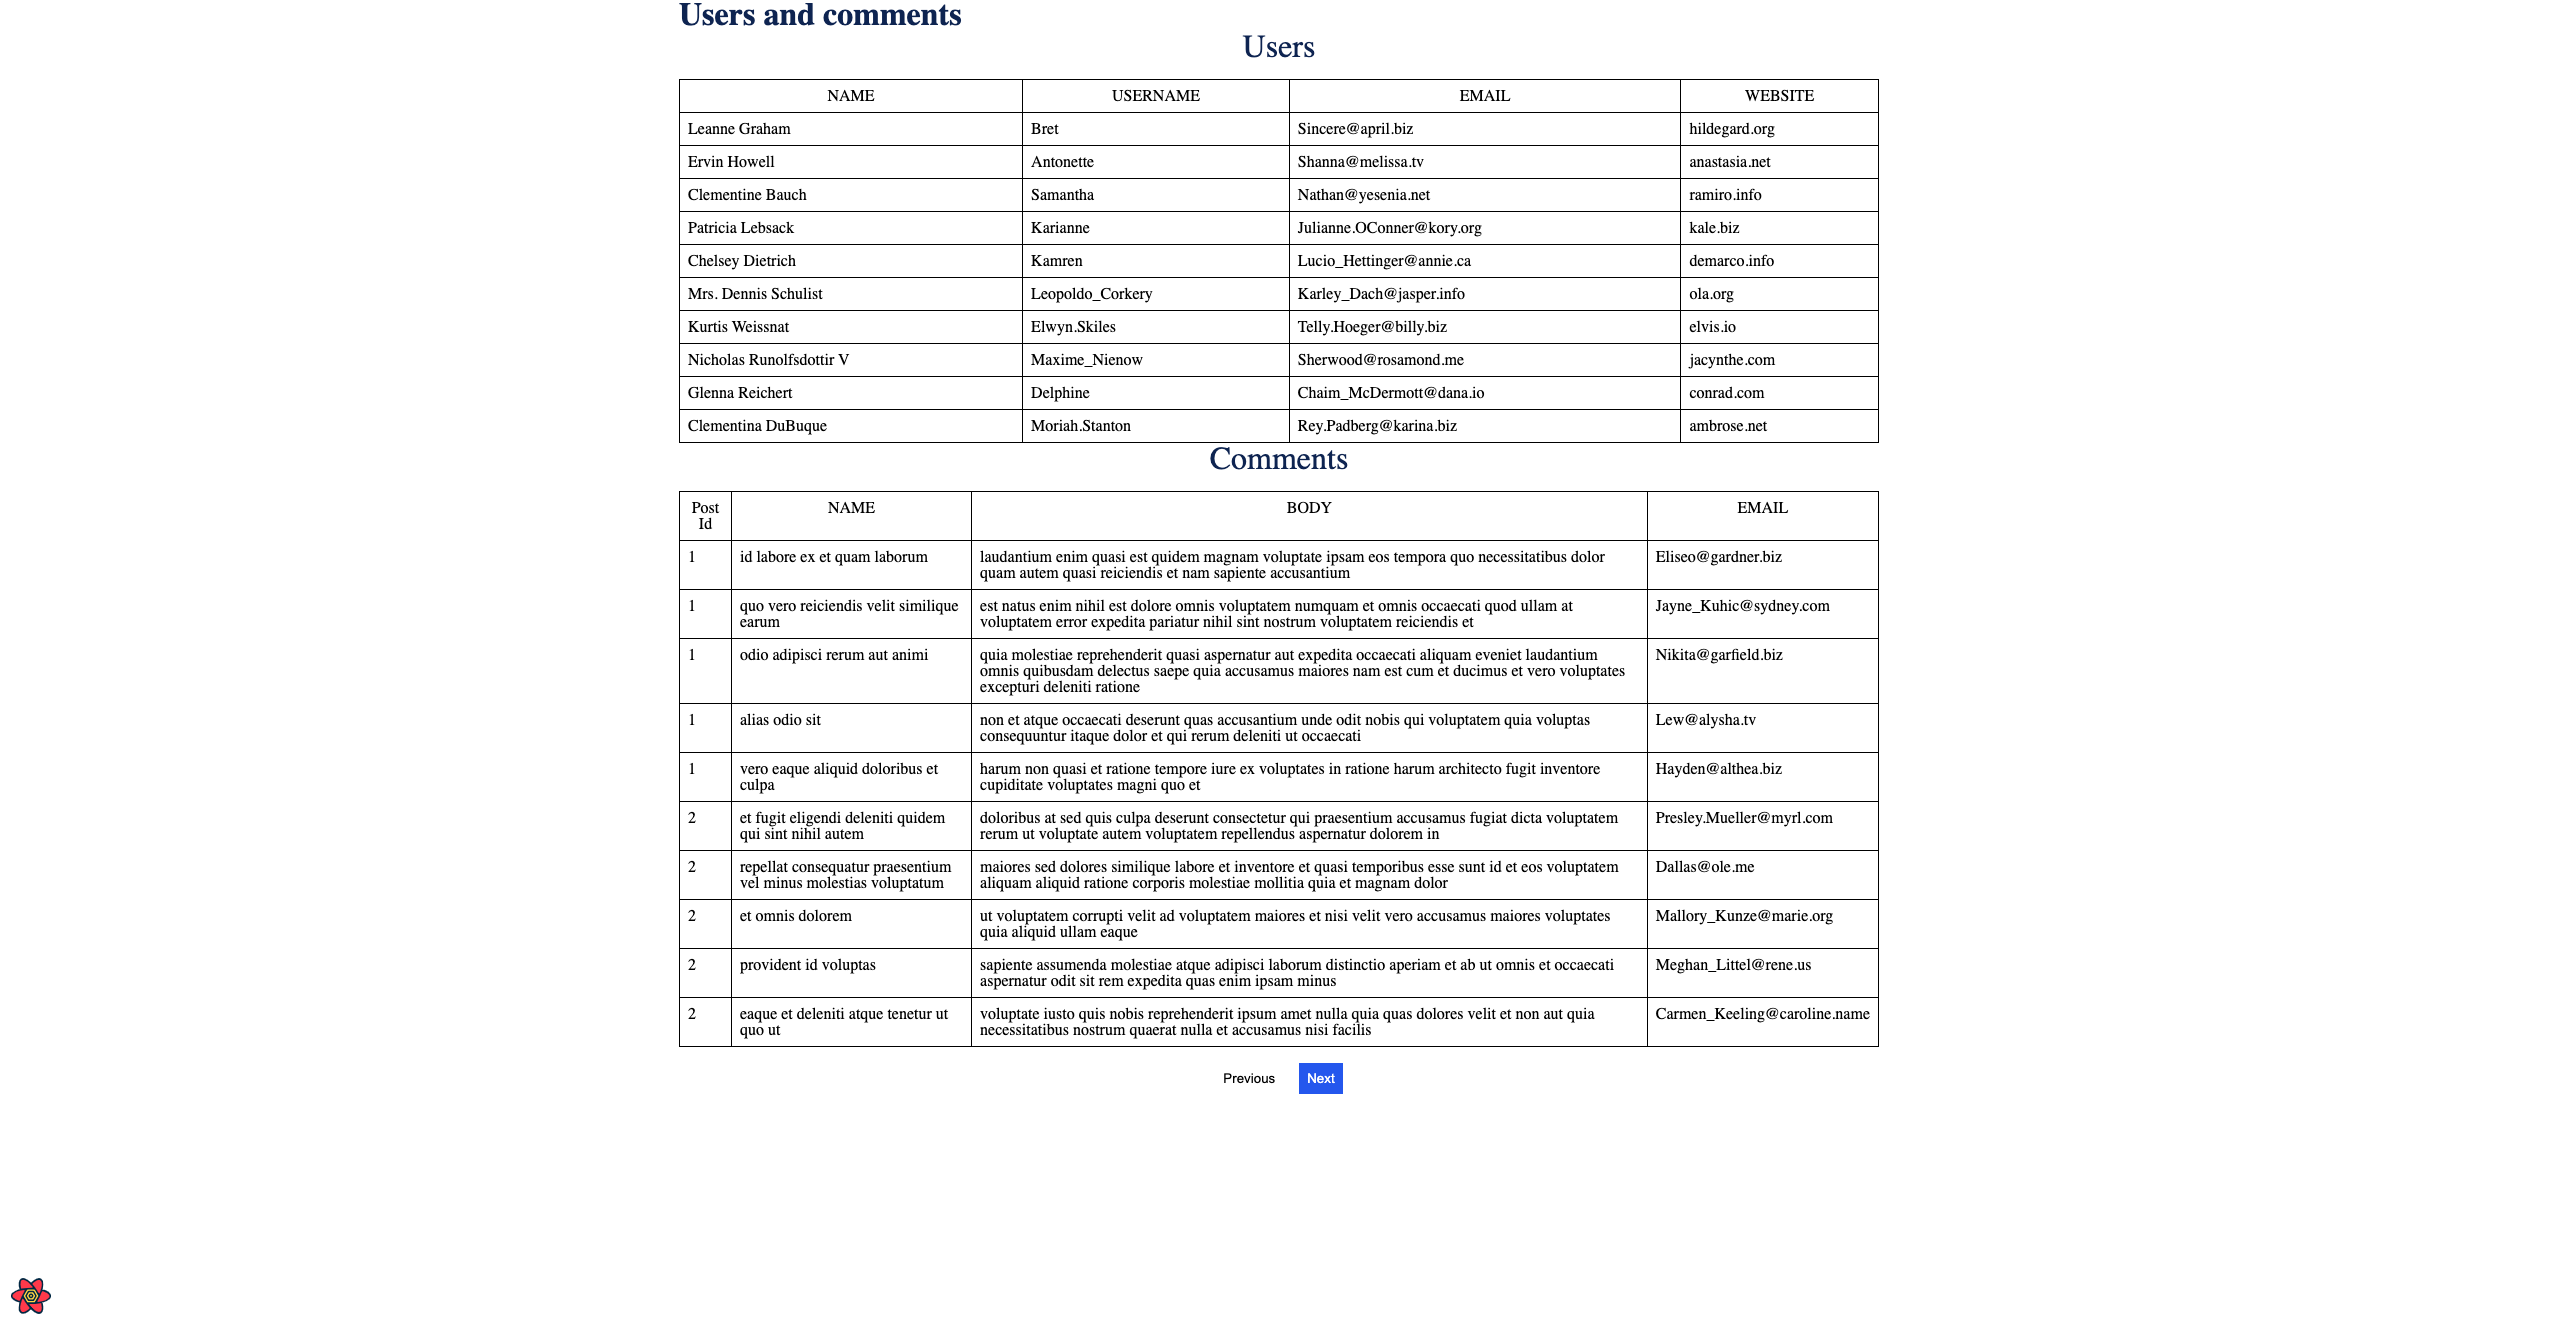 Users and comments
Users
NAME USERNAME EMAIL WEBSITE
Leanne Graham Bret Sincere@april.biz hildegard.org
Ervin Howell Antonette Shanna@melissa.tv anastasia.net
Clementine Bauch Samantha Nathan@yesenia.net ramiro.info
Patricia Lebsack Karianne Julianne.OConner@kory.org kale.biz
Chelsey Dietrich Kamren Lucio_Hettinger@annie.ca demarco.info
Mrs. Dennis Schulist Leopoldo_Corkery Karley_Dach@jasper.info ola.org
Kurtis Weissnat Elwyn.Skiles Telly.Hoeger@billy.biz elvis.io
Nicholas Runolfsdottir V Maxime_Nienow Sherwood@rosamond.me jacynthe.com
Glenna Reichert Delphine Chaim_McDermott@dana.io conrad.com
Clementina DuBuque Moriah.Stanton Rey.Padberg@karina.biz ambrose.net
Comments
Post Id NAME BODY EMAIL
1 id labore ex et quam laborum laudantium enim quasi est quidem magnam voluptate ipsam eos tempora quo necessitatibus dolor Eliseo@gardner.biz
quam autem quasi reiciendis et nam sapiente accusantium
1 quo vero reiciendis velit similique est natus enim nihil est dolore omnis voluptatem numquam et omnis occaecati quod ullam at Jayne_Kuhic@sydney.com
earum voluptatem error expedita pariatur nihil sint nostrum voluptatem reiciendis et
1 odio adipisci rerum aut animi quia molestiae reprehenderit quasi aspernatur aut expedita occaecati aliquam eveniet laudantium Nikita@garfield.biz
omnis quibusdam delectus saepe quia accusamus maiores nam est cum et ducimus et vero voluptates
excepturi deleniti ratione
1 alias odio sit non et atque occaecati deserunt quas accusantium unde odit nobis qui voluptatem quia voluptas Lew@alysha.tv
consequuntur itaque dolor et qui rerum deleniti ut occaecati
1 vero eaque aliquid doloribus et harum non quasi et ratione tempore iure ex voluptates in ratione harum architecto fugit inventore Hayden@althea.biz
culpa cupiditate voluptates magni quo et
2 et fugit eligendi deleniti quidem doloribus at sed quis culpa deserunt consectetur qui praesentium accusamus fugiat dicta voluptatem Presley.Mueller@myrl.com
qui sint nihil autem rerum ut voluptate autem voluptatem repellendus aspernatur dolorem in
2 repellat consequatur praesentium maiores sed dolores similique labore et inventore et quasi temporibus esse sunt id et eos voluptatem Dallas@ole.me
vel minus molestias voluptatum aliquam aliquid ratione corporis molestiae mollitia quia et magnam dolor
2 et omnis dolorem ut voluptatem corrupti velit ad voluptatem maiores et nisi velit vero accusamus maiores voluptates Mallory_Kunze@marie.org
quia aliquid ullam eaque
2 provident id voluptas sapiente assumenda molestiae atque adipisci laborum distinctio aperiam et ab ut omnis et occaecati Meghan_Littel@rene.us
aspernatur odit sit rem expedita quas enim ipsam minus
2 eaque et deleniti atque tenetur ut voluptate iusto quis nobis reprehenderit ipsum amet nulla quia quas dolores velit et non aut quia Carmen_Keeling@caroline.name
quo ut necessitatibus nostrum quaerat nulla et accusamus nisi facilis
Previous Next